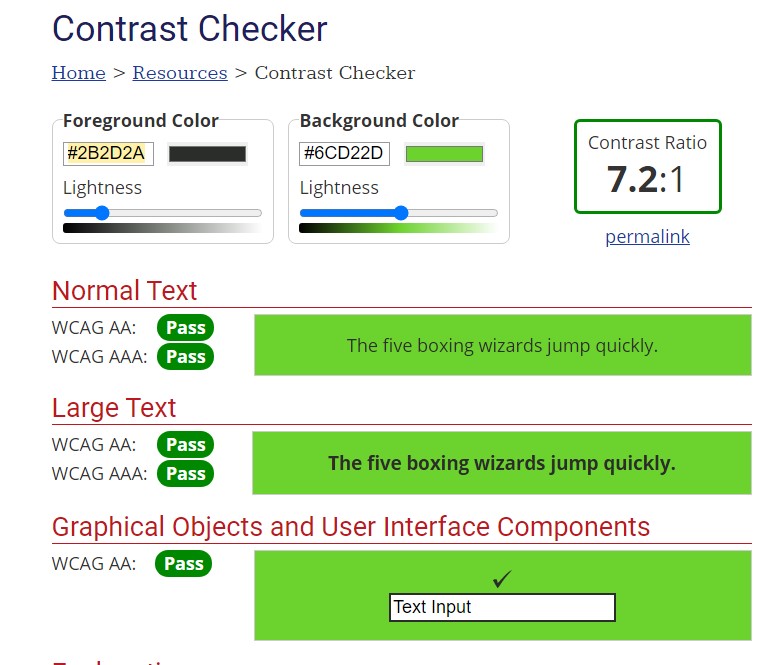 Contrast Checker
Home > Resources > Contrast Checker
Foreground Color
#2B2D2A
Lightness
Background Color
#6CD22D
Lightness
Contrast Ratio
7.2:1
permalink
Normal Text
WCAG AA: Pass
WCAG AAA: Pass
The five boxing wizards jump quickly.
Large Text
WCAG AA: Pass
WCAG AAA: Pass
The five boxing wizards jump quickly.
Graphical Objects and User Interface Components
WCAG AA: Pass
✓
Text Input